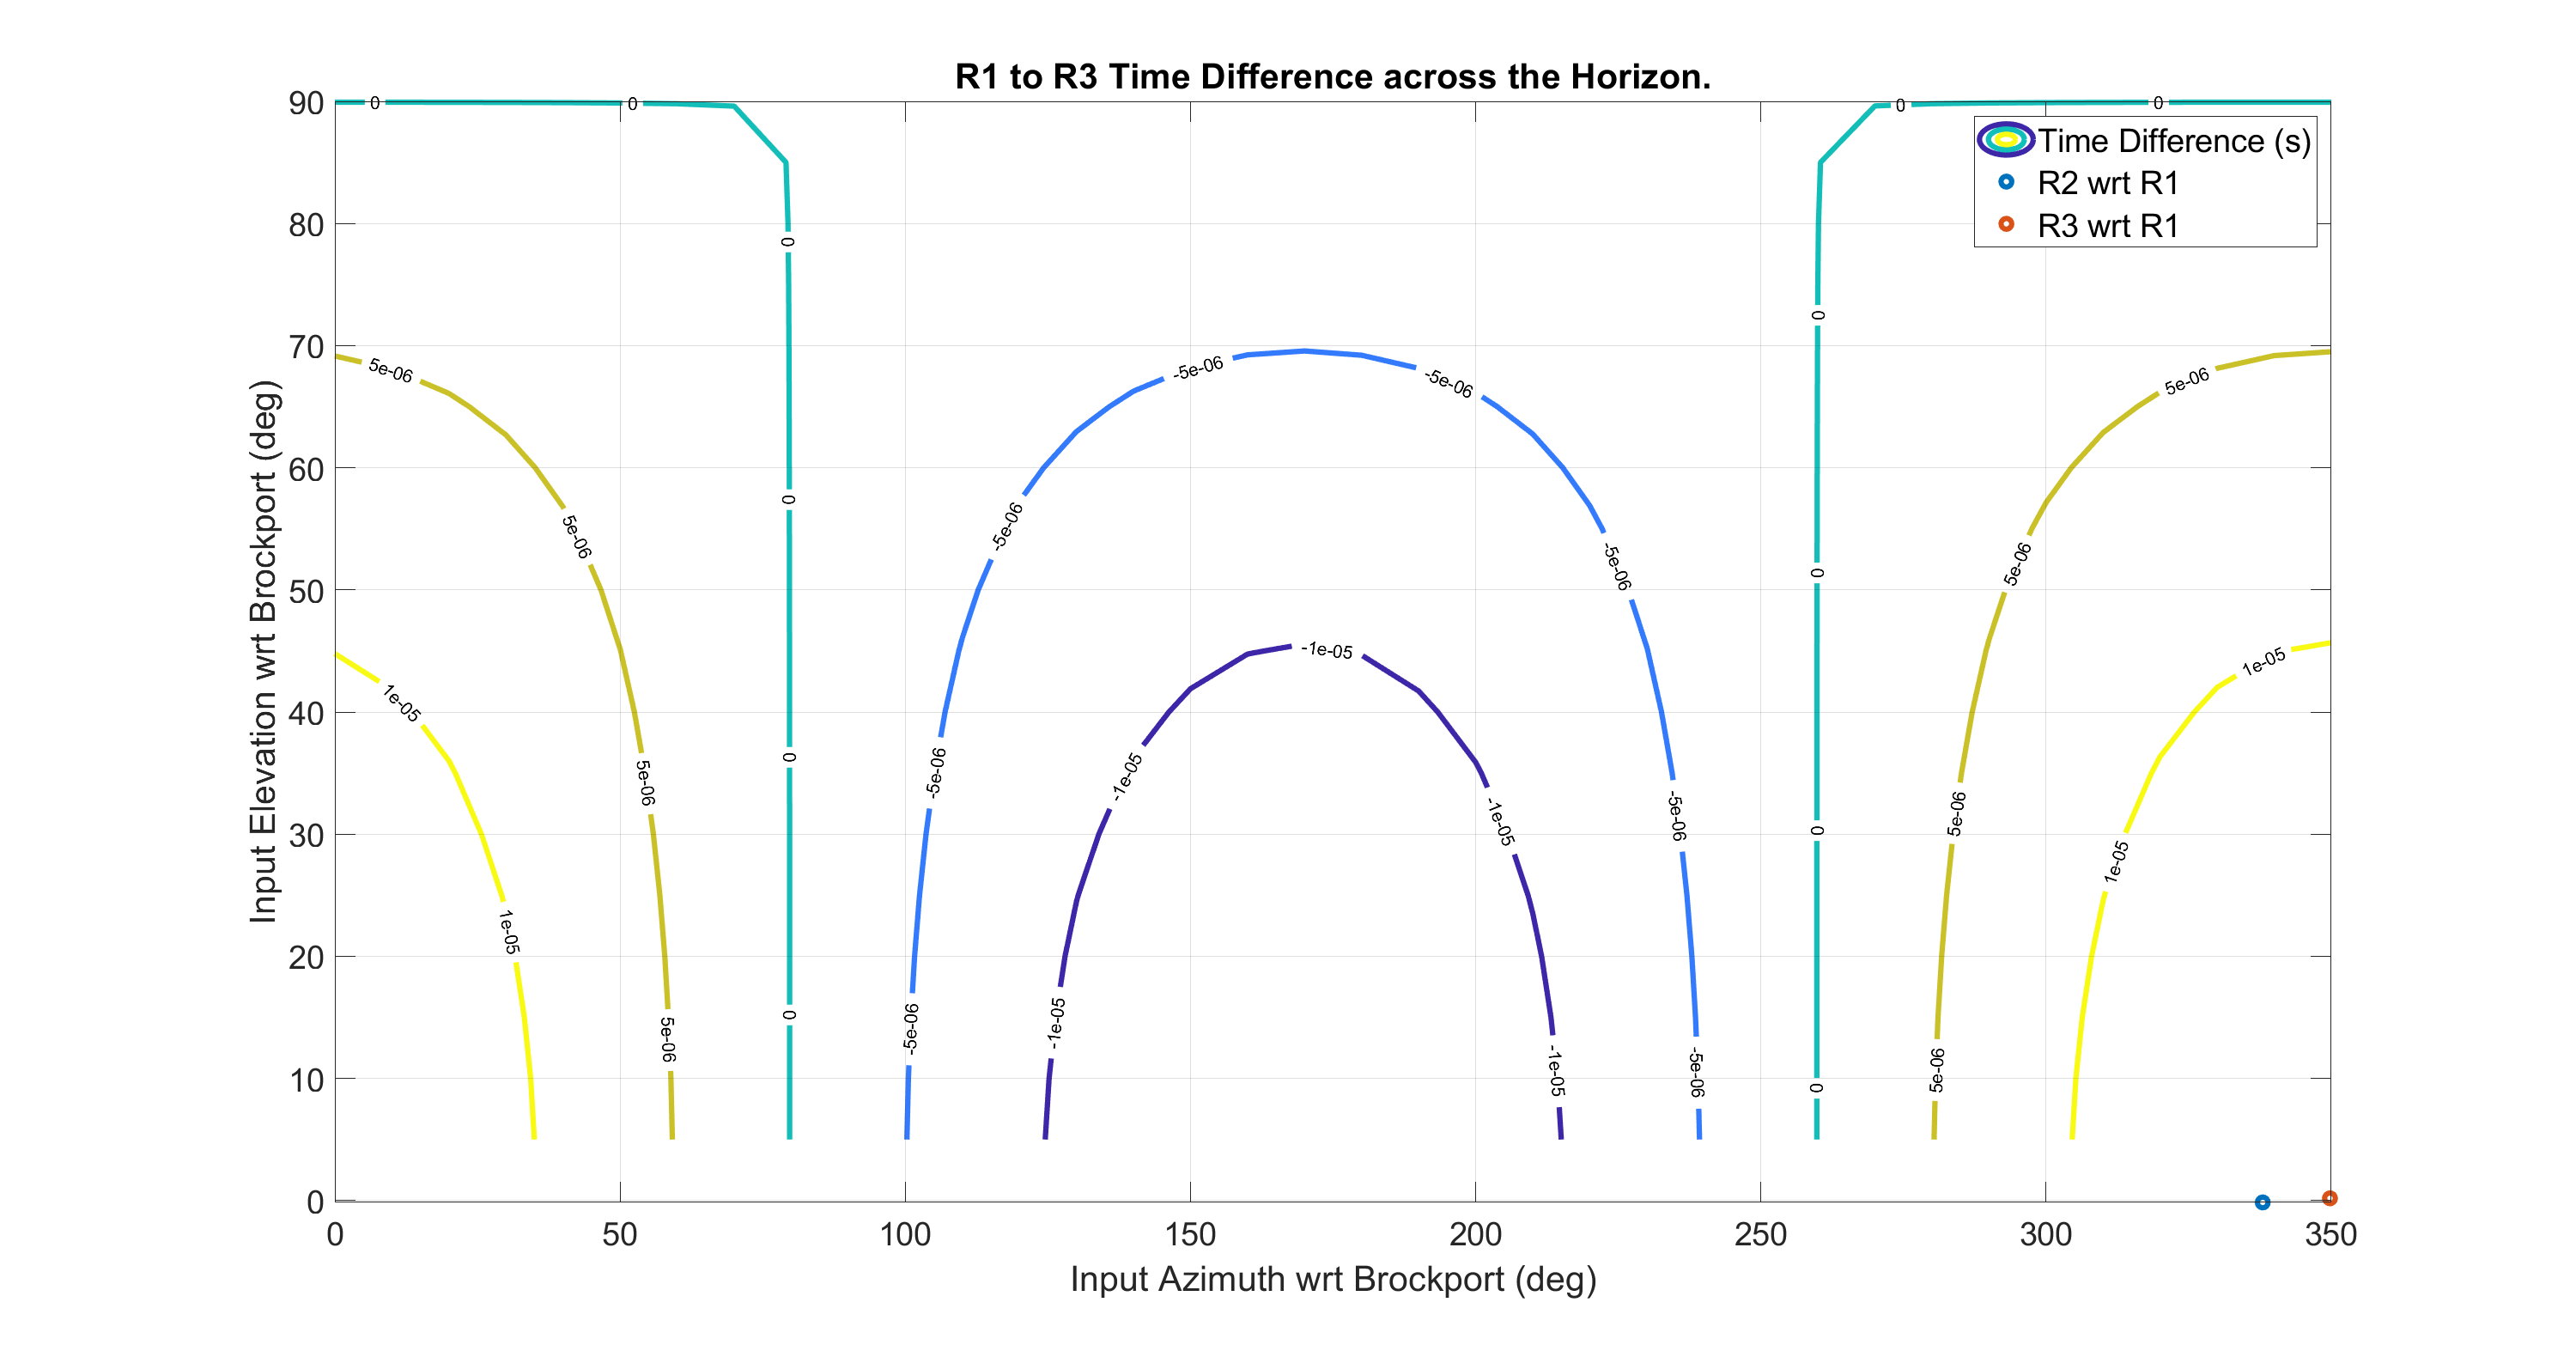 R1 to R3 Time Difference across the Horizon.
Time Difference (s)
R2 wrt R1
R3 wrt R1
Input Elevation wrt Brockport (deg)
90
80
70
60
50
40
30
20
10
0
0 50 100 150 200 250 300 350
Input Azimuth wrt Brockport (deg)
0 0 0 0
0
0
0
0
0
0
0
0
5e-06
5e-06
5e-06
5e-06
1e-05
1e-05
-5e-06
-5e-06
-5e-06
-5e-06
-5e-06
-5e-06
-5e-06
-5e-06
-1e-05
-1e-05
-1e-05
-1e-05
-1e-05
5e-06
5e-06
5e-06
5e-06
1e-05
1e-05